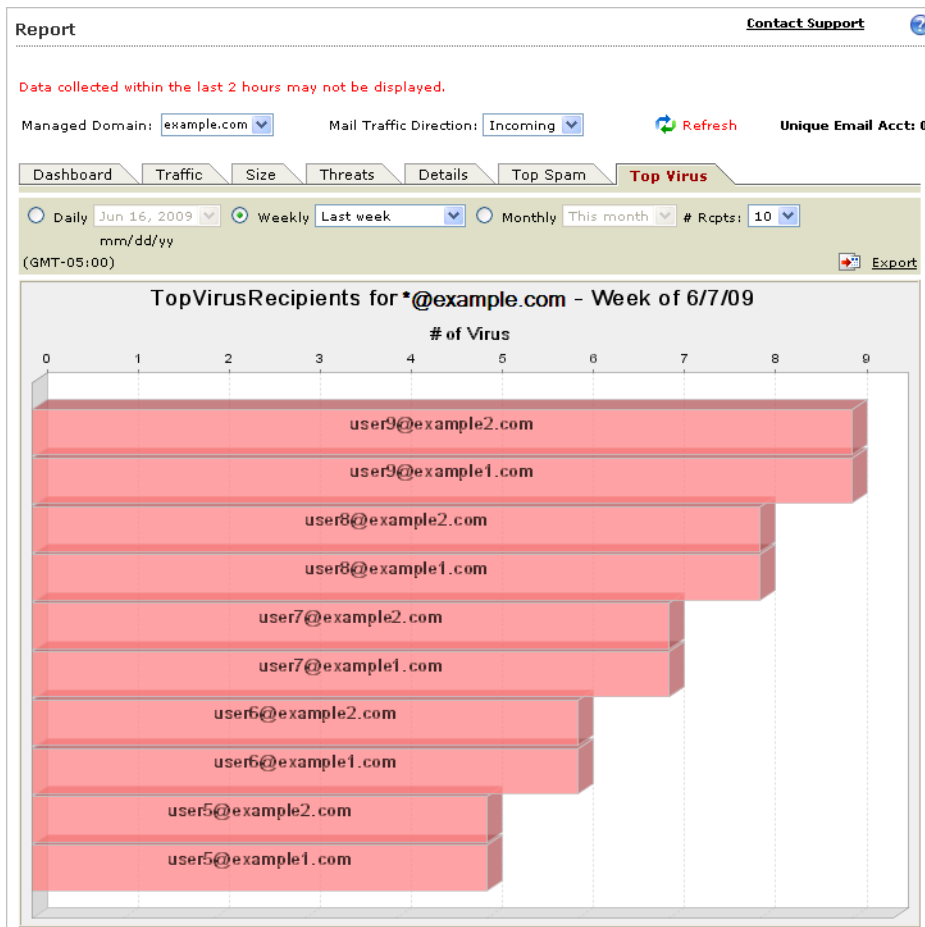 Report
Contact Support
?
Data collected within the last 2 hours may not be displayed.
Managed Domain: example.com Mail Traffic Direction: Incoming Refresh Unique Email Acct: 0
Dashboard Traffic Size Threats Details Top Spam Top Virus
Daily Jun 16, 2009 Weekly Last week Monthly This month # Rcpts: 10
mm/dd/yy
(GMT-05:00) Export
TopVirusRecipients for *@example.com - Week of 6/7/09
# of Virus
0 1 2 3 4 5 6 7 8 9
user9@example2.com
user9@example1.com
user8@example2.com
user8@example1.com
user7@example2.com
user7@example1.com
user6@example2.com
user6@example1.com
user5@example2.com
user5@example1.com